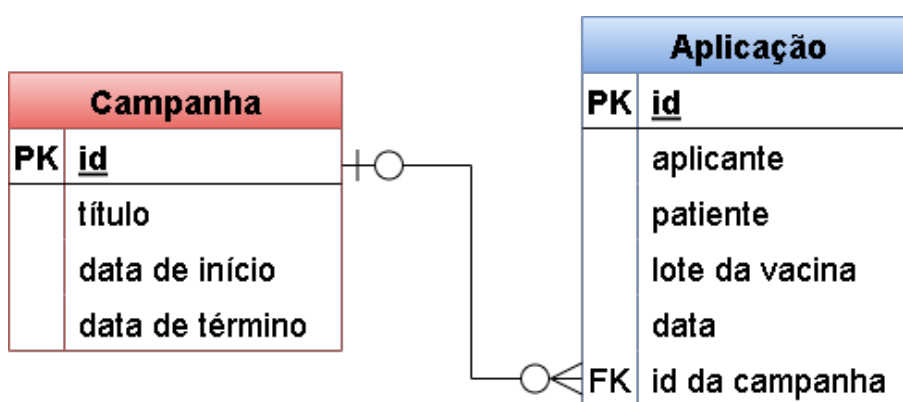 Campanha
PK id
título
data de início
data de término
Aplicação
PK id
aplicante
patiente
lote da vacina
data
FK id da campanha